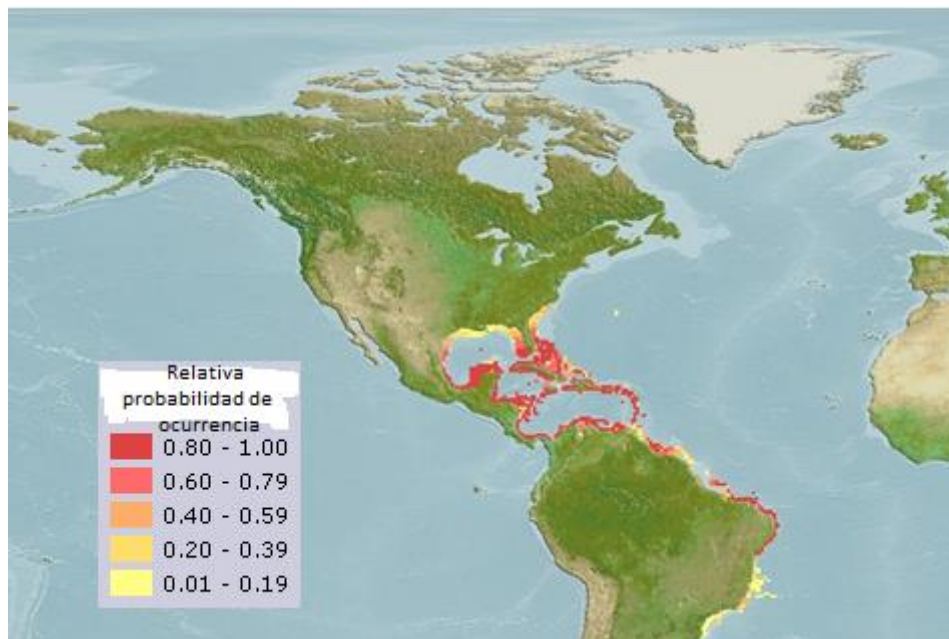 Relativa
probabilidad de
ocurrencia
0.80 - 1.00
0.60 - 0.79
0.40 - 0.59
0.20 - 0.39
0.01 - 0.19